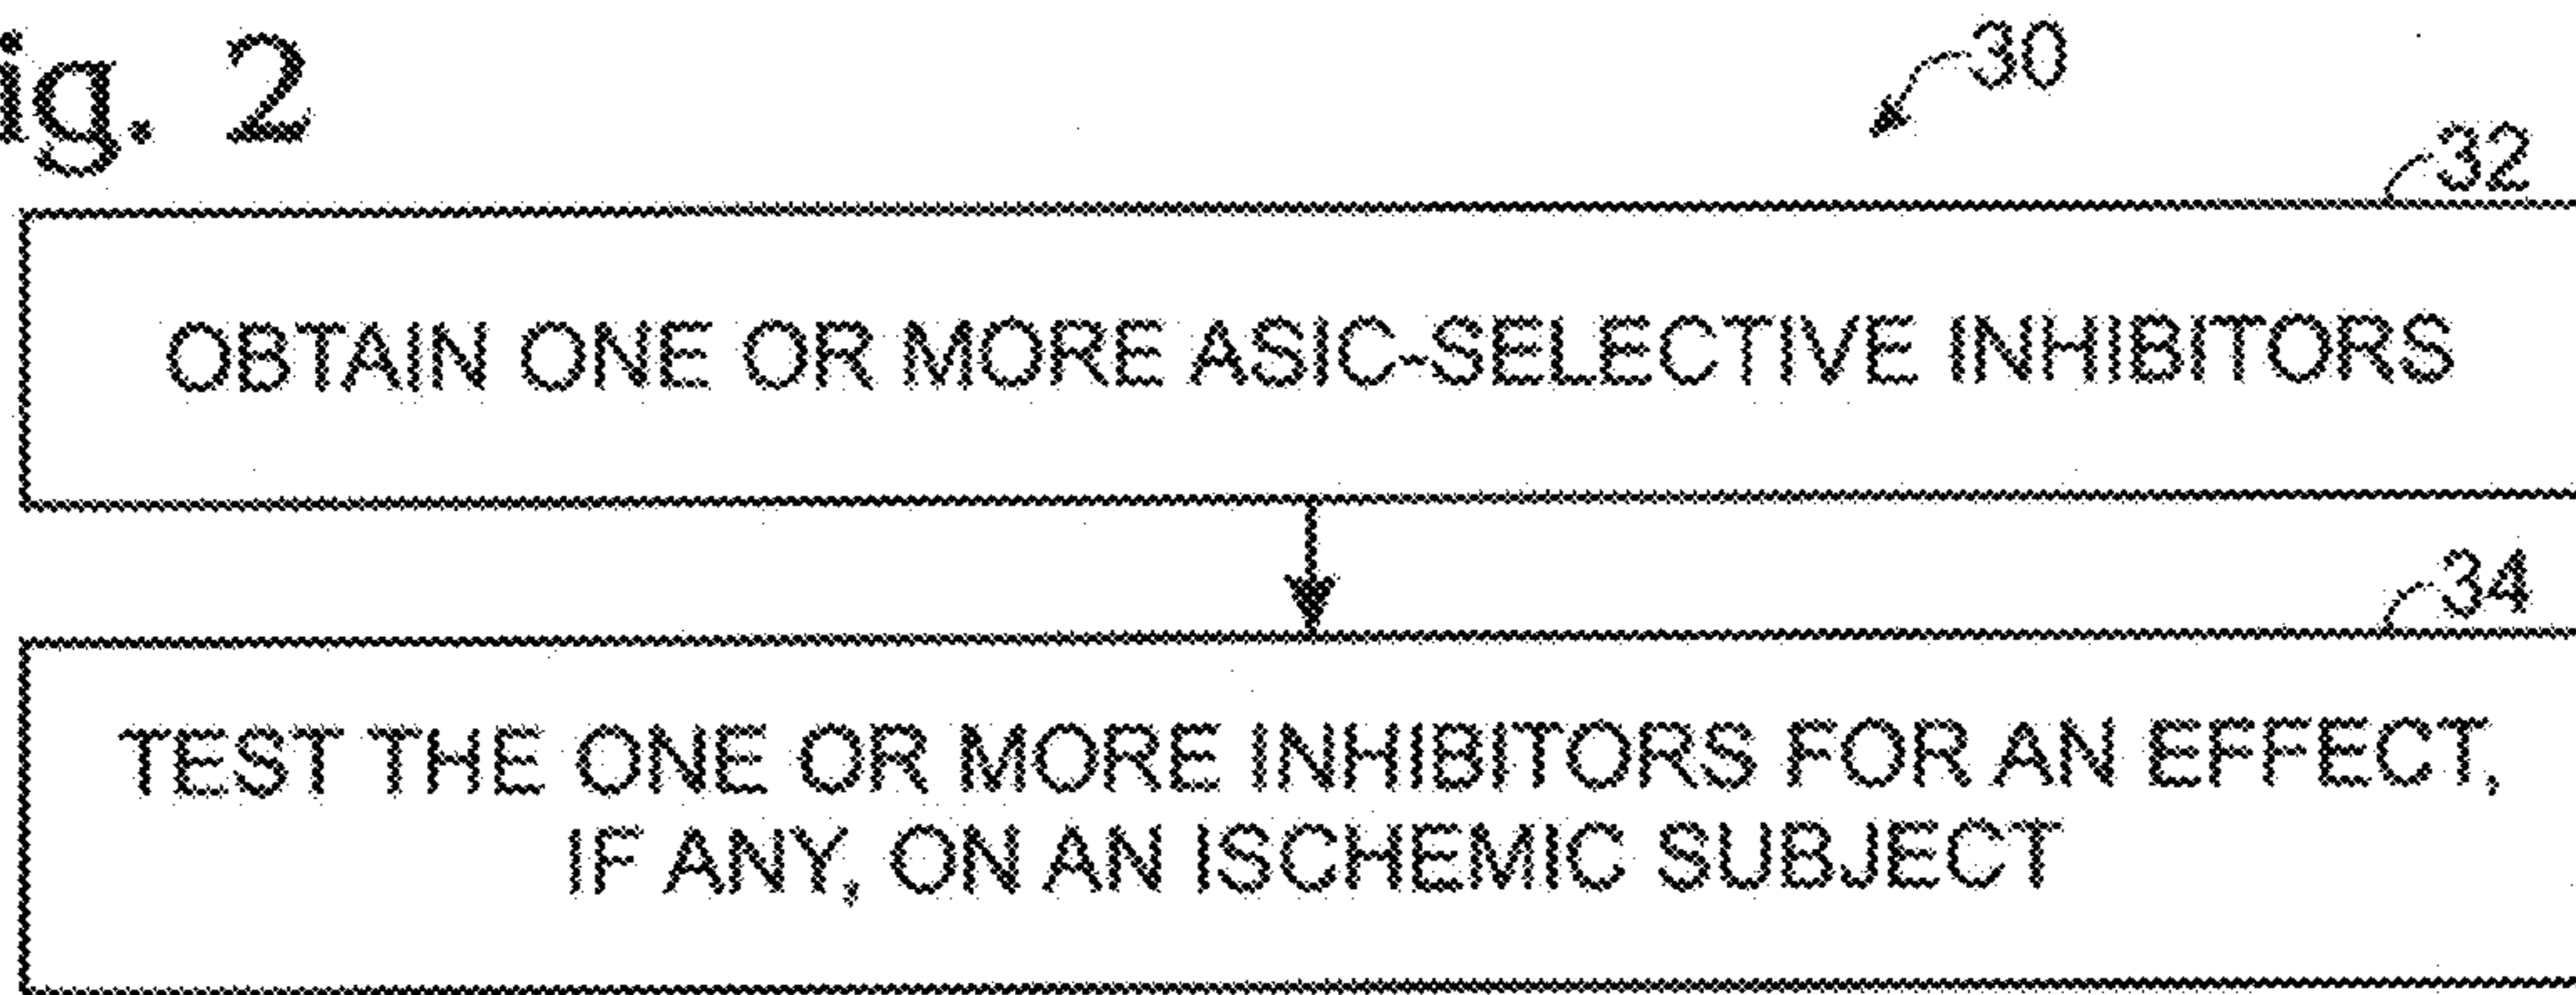 ig. 2
30
32
OBTAIN ONE OR MORE ASIC-SELECTIVE INHIBITORS
34
TEST THE ONE OR MORE INHIBITORS FOR AN EFFECT,
IF ANY, ON AN ISCHEMIC SUBJECT